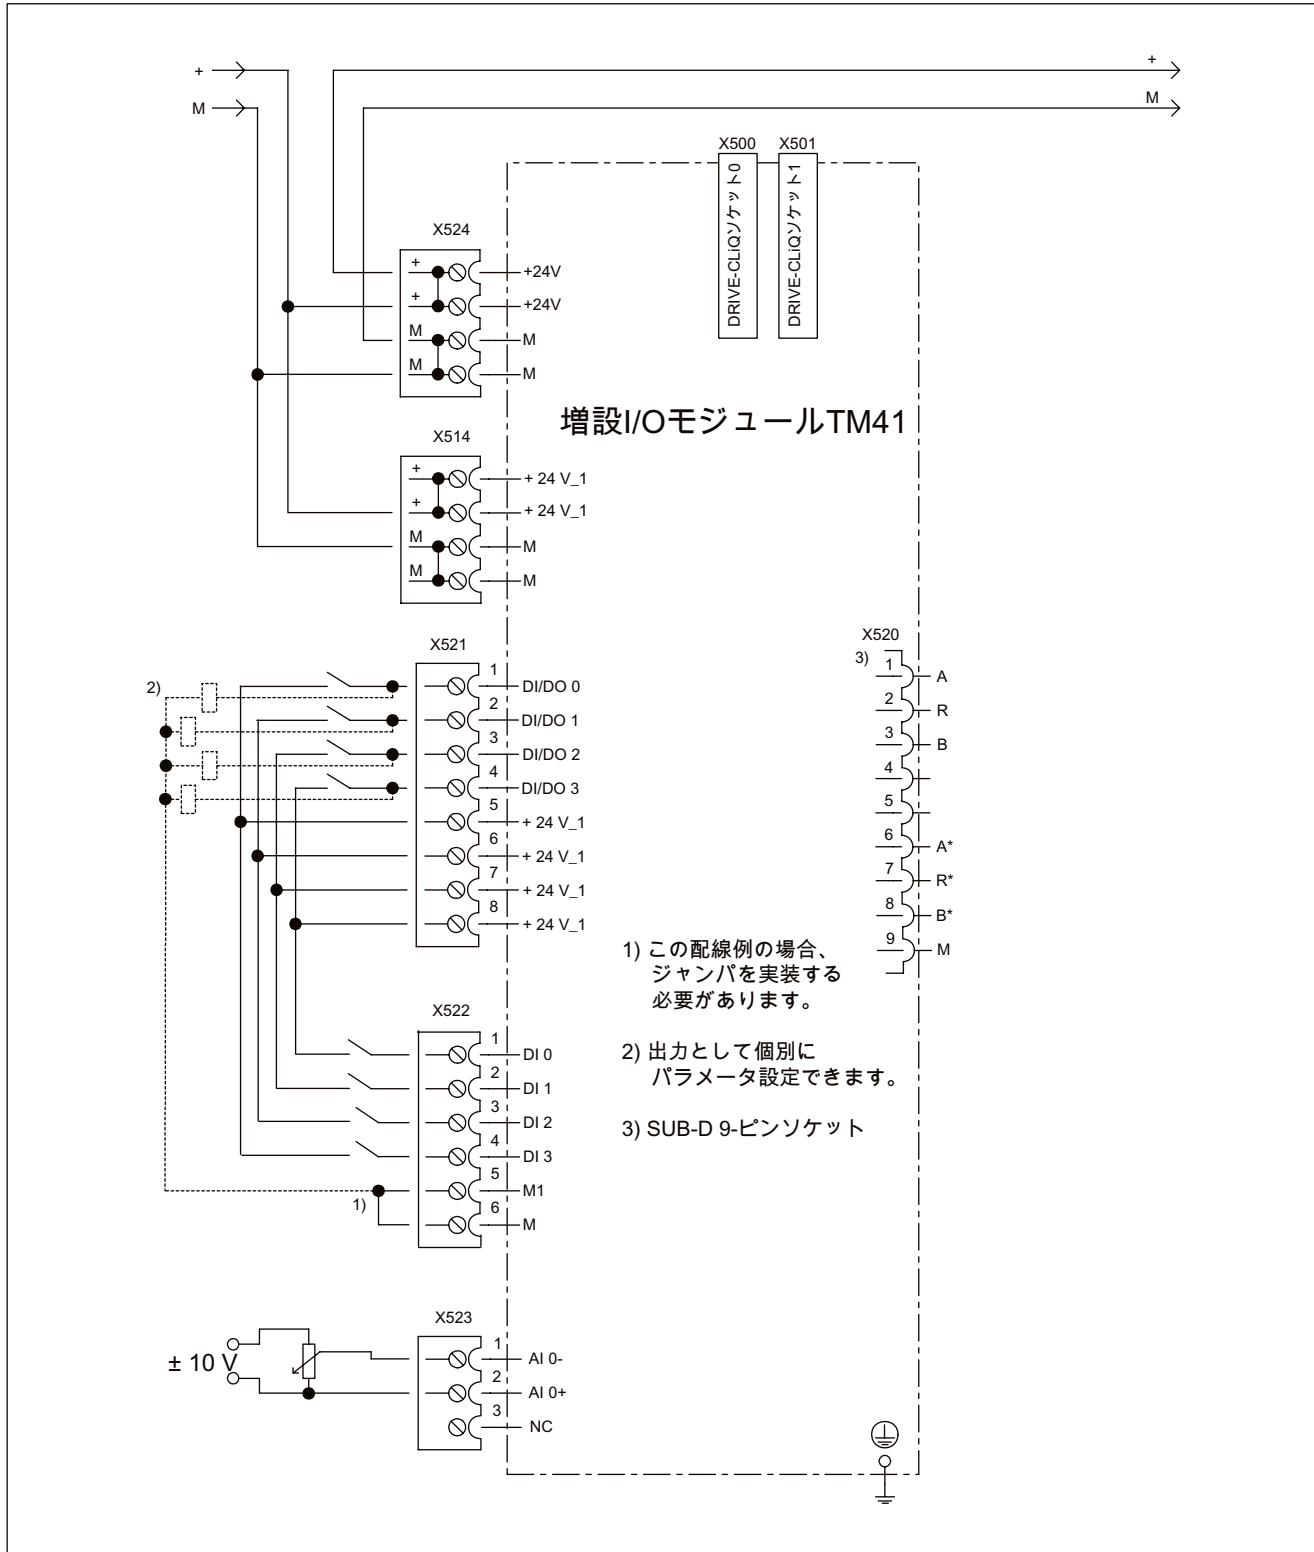 +
+
M
M
X500
X501
DRIVE-CLiQソケット0
DRIVE-CLiQソケット1
X524
+
+24V
+
+24V
M
M
M
M
増設I/OモジュールTM41
X514
+
+ 24 V_1
+
+ 24 V_1
M
M
M
M
X521
2)
1
DI/DO 0
2
DI/DO 1
3
DI/DO 2
4
DI/DO 3
5
+ 24 V_1
6
+ 24 V_1
7
+ 24 V_1
8
+ 24 V_1
X520
3)
1
A
2
R
3
B
4
5
6
A*
7
R*
8
B*
9
M
1) この配線例の場合、
ジャンパを実装する
必要があります。
2) 出力として個別に
パラメータ設定できます。
3) SUB-D 9-ピンソケット
X522
1
DI 0
2
DI 1
3
DI 2
4
DI 3
5
M1
1)
6
M
X523
± 10 V
1
AI 0-
2
AI 0+
3
NC